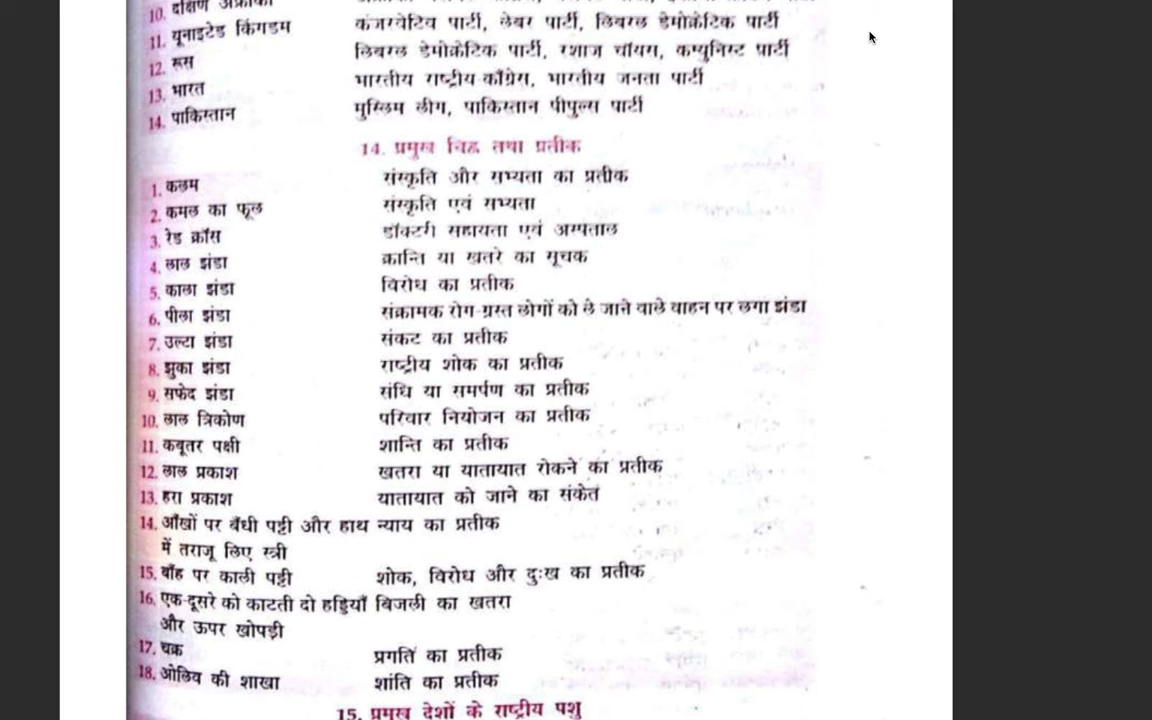 10. दक्षिण अफ्रीका
11. यूनाइटेड किंगडम कंजरवेटिव पार्टी, लेबर पार्टी, लिबरल डेमोक्रेटिक पार्टी
12. रूस लिबरल डेमोक्रेटिक पार्टी, रशाज चॉयस, कम्युनिस्ट पार्टी
13. भारत भारतीय राष्ट्रीय काँग्रेस, भारतीय जनता पार्टी
14. पाकिस्तान मुस्लिम लीग, पाकिस्तान पीपुल्स पार्टी
14. प्रमुख चिह्न तथा प्रतीक
1. कलम संस्कृति और सभ्यता का प्रतीक
2. कमल का फूल संस्कृति एवं सभ्यता
3. रेड क्रॉस डॉक्टरी सहायता एवं अस्पताल
4. लाल झंडा क्रान्ति या खतरे का सूचक
5. काला झंडा विरोध का प्रतीक
6. पीला झंडा संक्रामक रोग-ग्रस्त लोगों को ले जाने वाले वाहन पर लगा झंडा
7. उल्टा झंडा संकट का प्रतीक
8. झुका झंडा राष्ट्रीय शोक का प्रतीक
9. सफेद झंडा संधि या समर्पण का प्रतीक
10. लाल त्रिकोण परिवार नियोजन का प्रतीक
11. कबूतर पक्षी शान्ति का प्रतीक
12. लाल प्रकाश खतरा या यातायात रोकने का प्रतीक
13. हरा प्रकाश यातायात को जाने का संकेत
14. आँखों पर बँधी पट्टी और हाथ न्याय का प्रतीक
में तराजू लिए स्त्री
15. बाँह पर काली पट्टी शोक, विरोध और दुःख का प्रतीक
16. एक-दूसरे को काटती दो हड्डियाँ बिजली का खतरा
और ऊपर खोपड़ी
17. चक्र प्रगति का प्रतीक
18. ओलिव की शाखा शांति का प्रतीक
15. प्रमुख देशों के राष्ट्रीय पशु